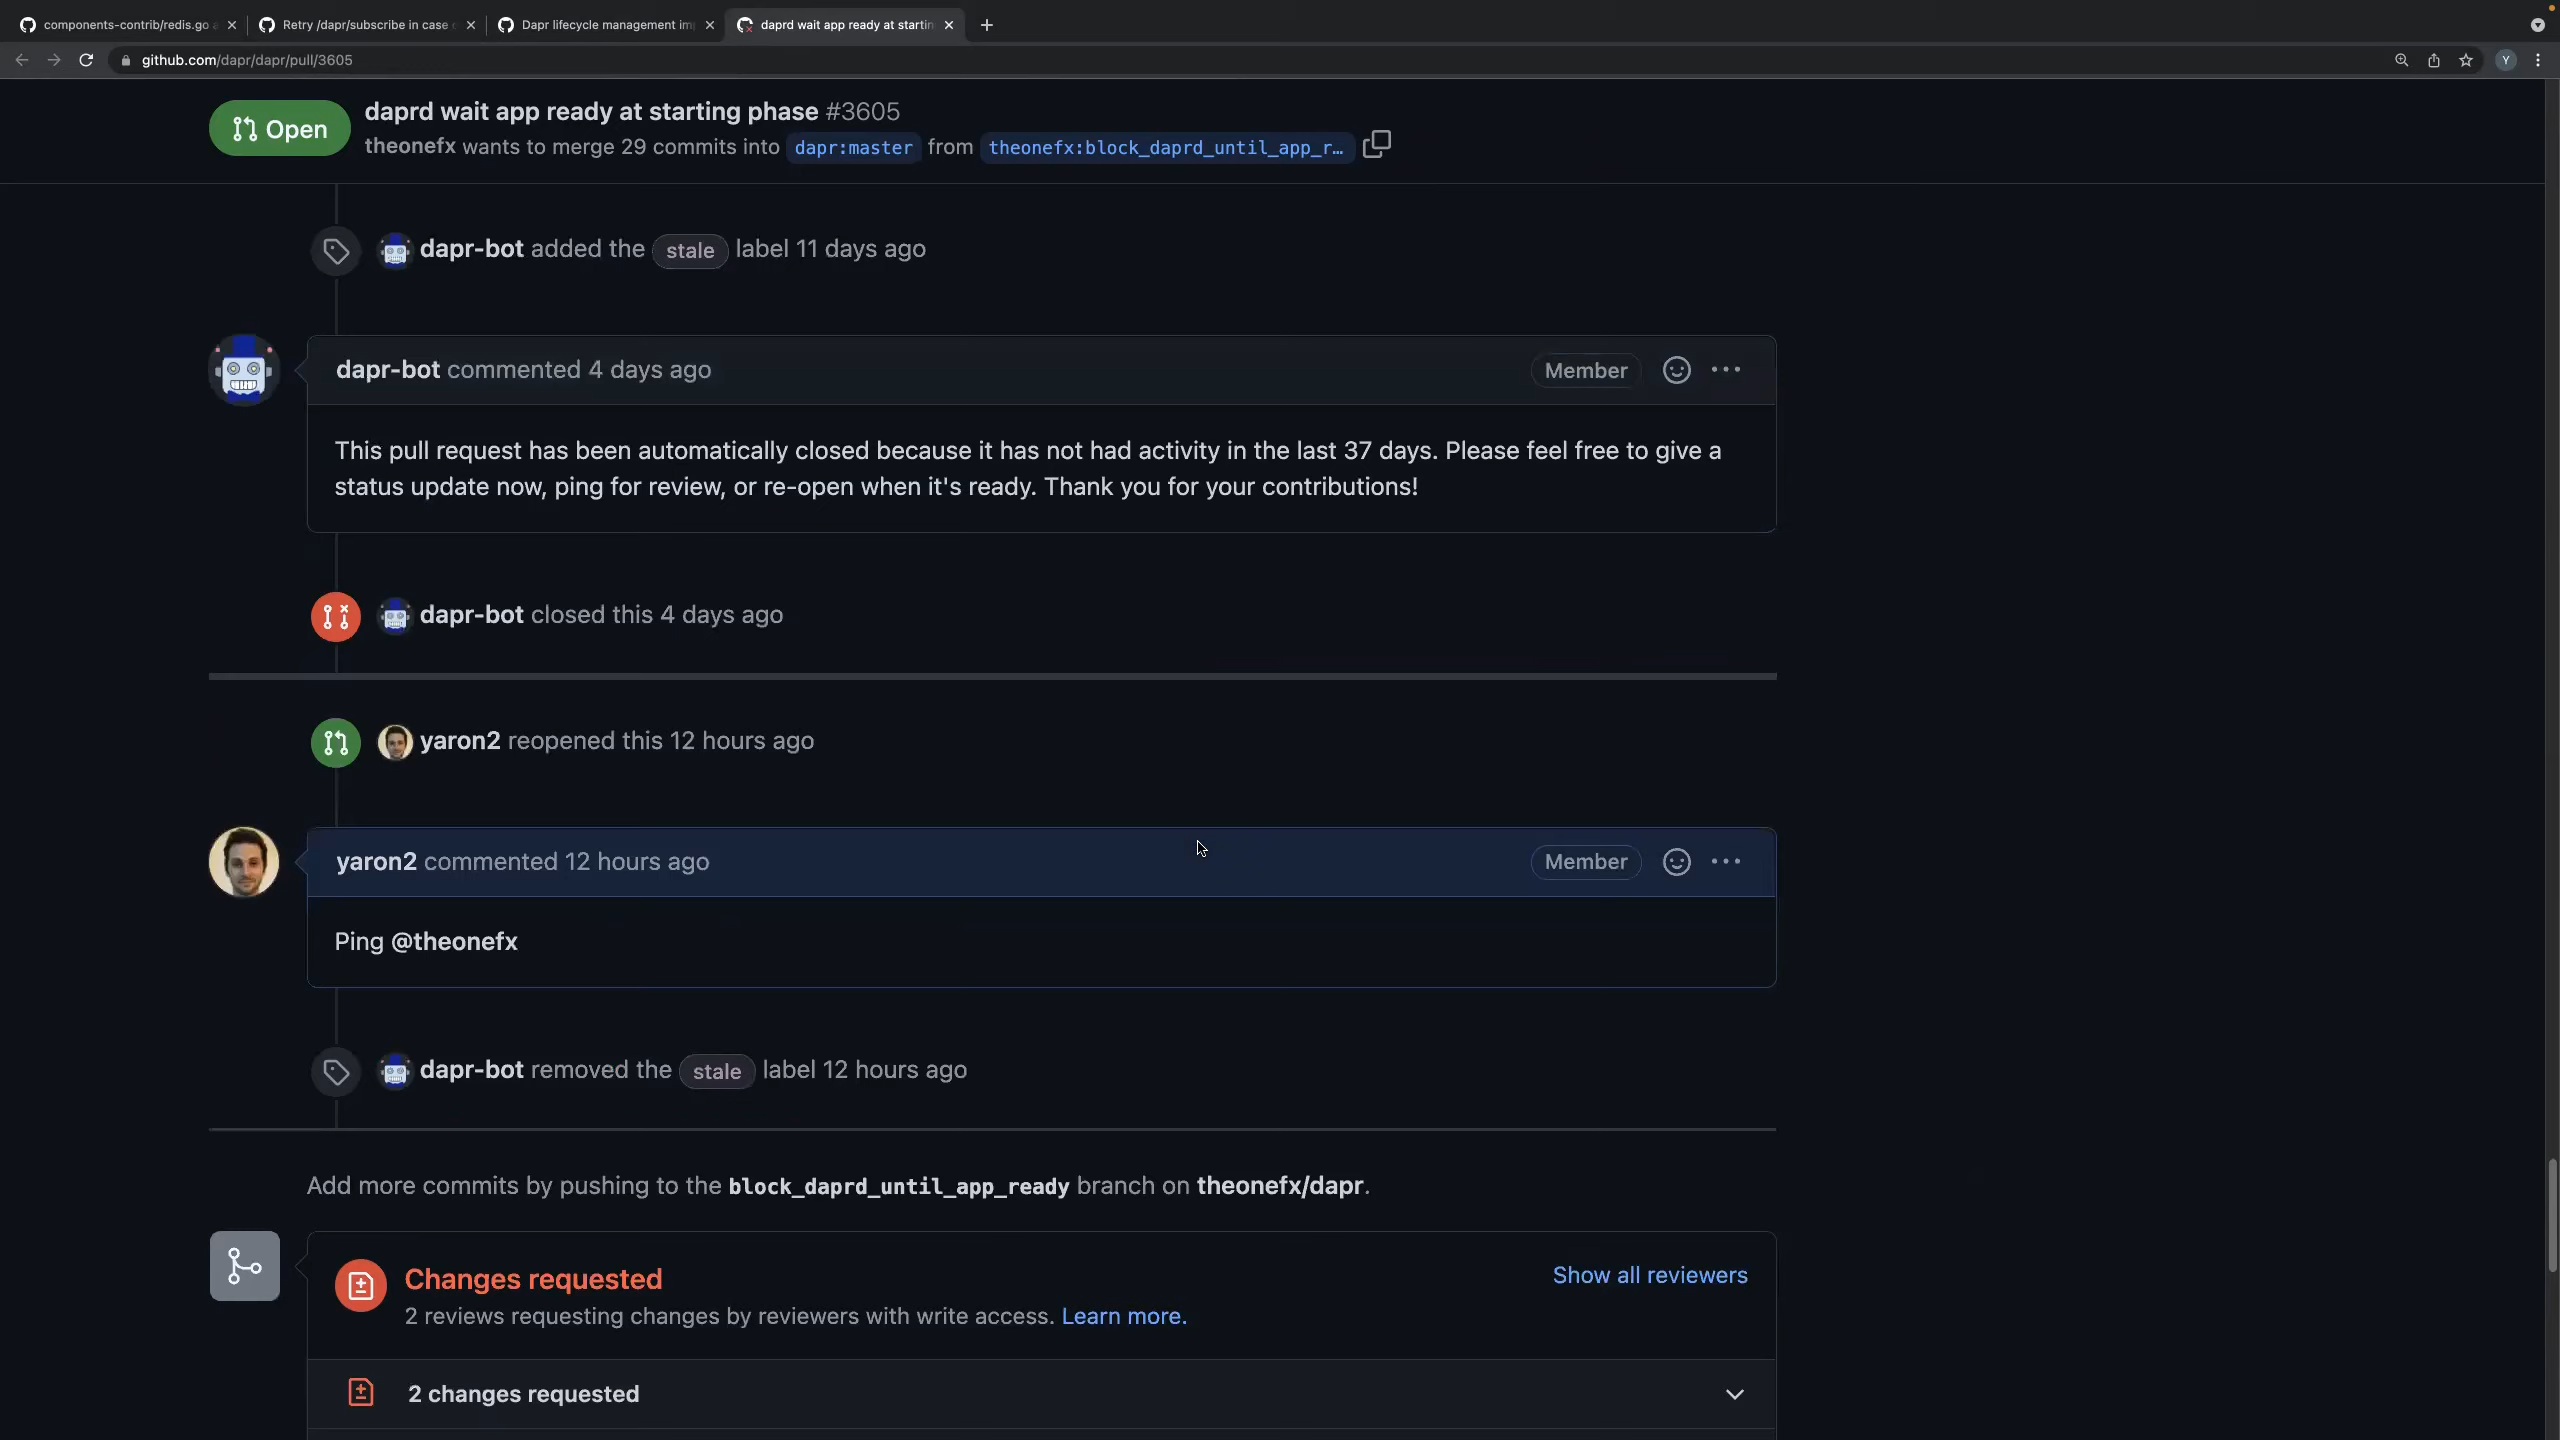 components-contrib/redis.go a
Retry /dapr/subscribe in case o
Dapr lifecycle management im
daprd wait app ready at startin
github.com/dapr/dapr/pull/3605
Y
Open
daprd wait app ready at starting phase #3605
theonefx wants to merge 29 commits into dapr:master from theonefx:block_daprd_until_app_r…
dapr-bot added the stale label 11 days ago
dapr-bot commented 4 days ago
Member
This pull request has been automatically closed because it has not had activity in the last 37 days. Please feel free to give a
status update now, ping for review, or re-open when it's ready. Thank you for your contributions!
dapr-bot closed this 4 days ago
yaron2 reopened this 12 hours ago
yaron2 commented 12 hours ago
Member
Ping @theonefx
dapr-bot removed the stale label 12 hours ago
Add more commits by pushing to the block_daprd_until_app_ready branch on theonefx/dapr.
Changes requested
Show all reviewers
2 reviews requesting changes by reviewers with write access. Learn more.
2 changes requested